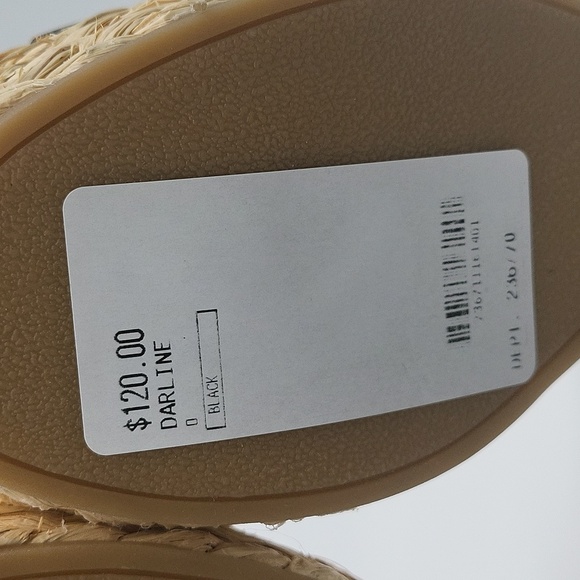 DEPT. 236/70
$120.00
DARLINE
0
BLACK